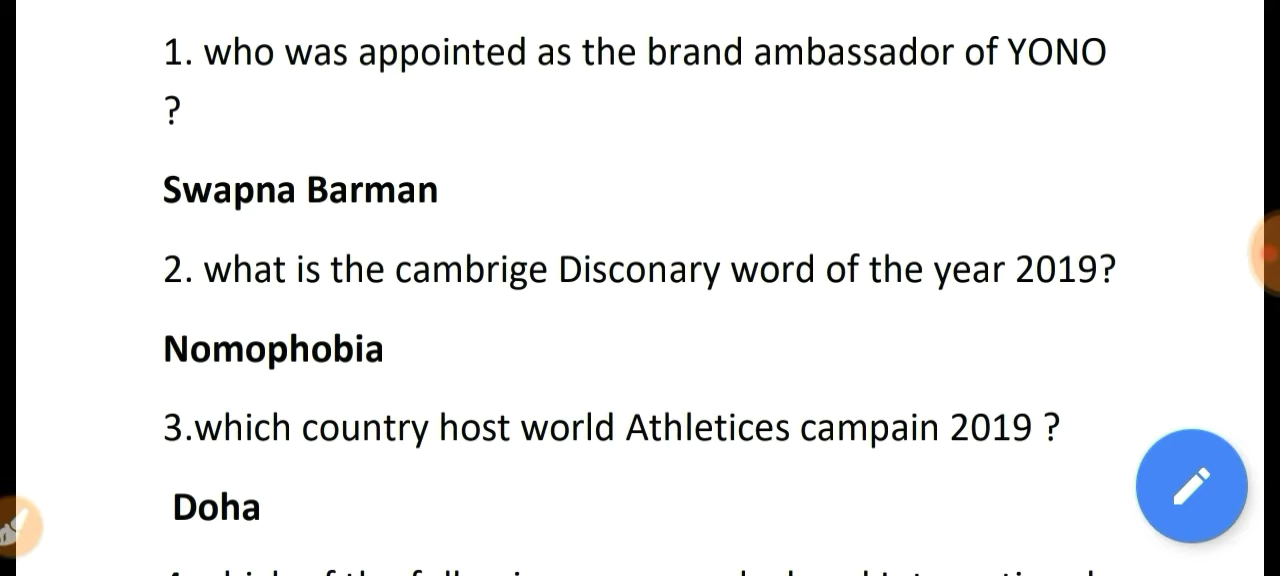 1. who was appointed as the brand ambassador of YONO
?
Swapna Barman
2. what is the cambrige Disconary word of the year 2019?
Nomophobia
3.which country host world Athletices campain 2019 ?
Doha